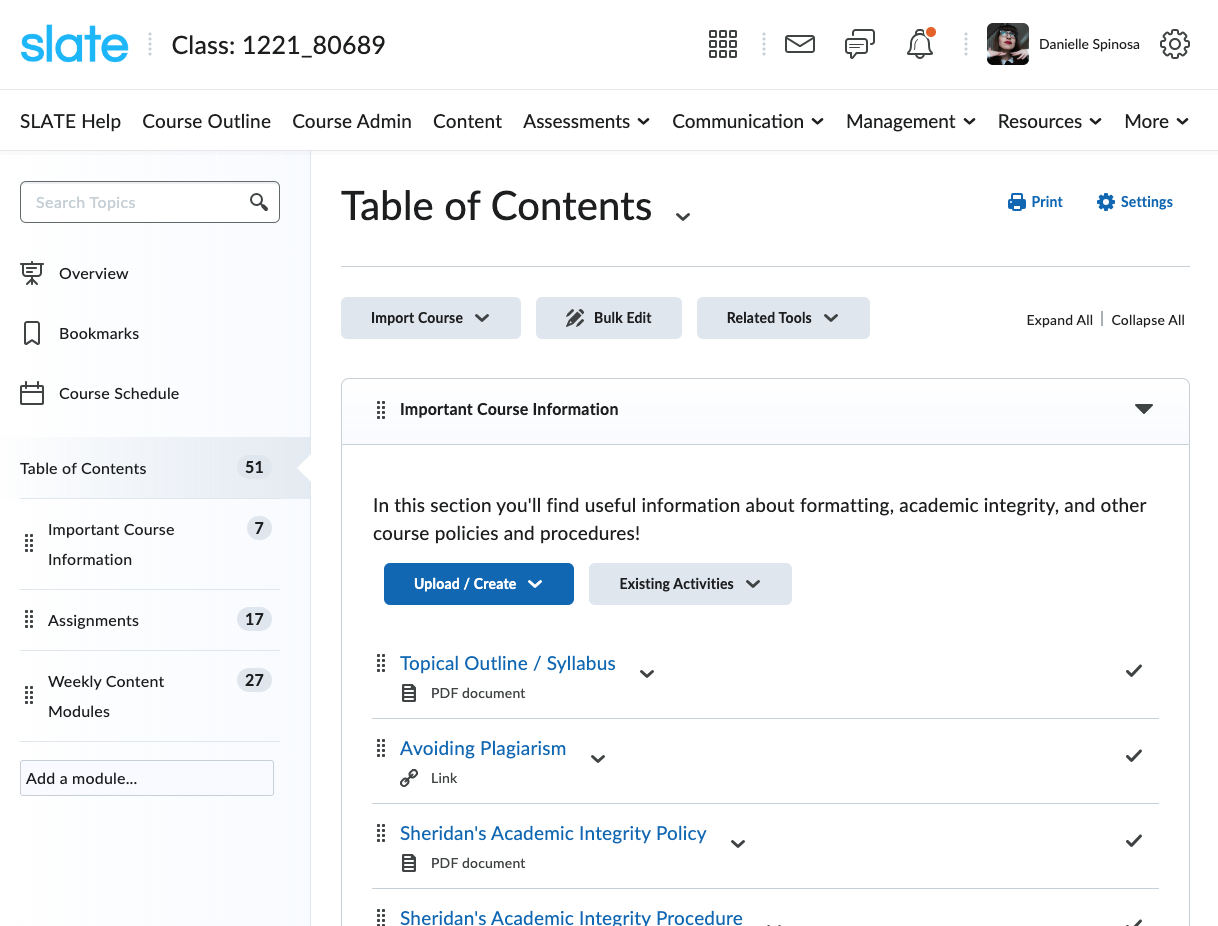 slate
Class: 1221_80689
Danielle Spinosa
SLATE Help Course Outline Course Admin Content Assessments Communication Management Resources More
Search Topics
Overview
Bookmarks
Course Schedule
Table of Contents 51
Important Course 7
Information
Assignments 17
Weekly Content 27
Modules
Add a module...
Table of Contents
Print Settings
Import Course Bulk Edit Related Tools
Expand All Collapse All
Important Course Information
In this section you'll find useful information about formatting, academic integrity, and other
course policies and procedures!
Upload / Create Existing Activities
Topical Outline / Syllabus
PDF document
Avoiding Plagiarism
Link
Sheridan's Academic Integrity Policy
PDF document
Sheridan's Academic Integrity Procedure